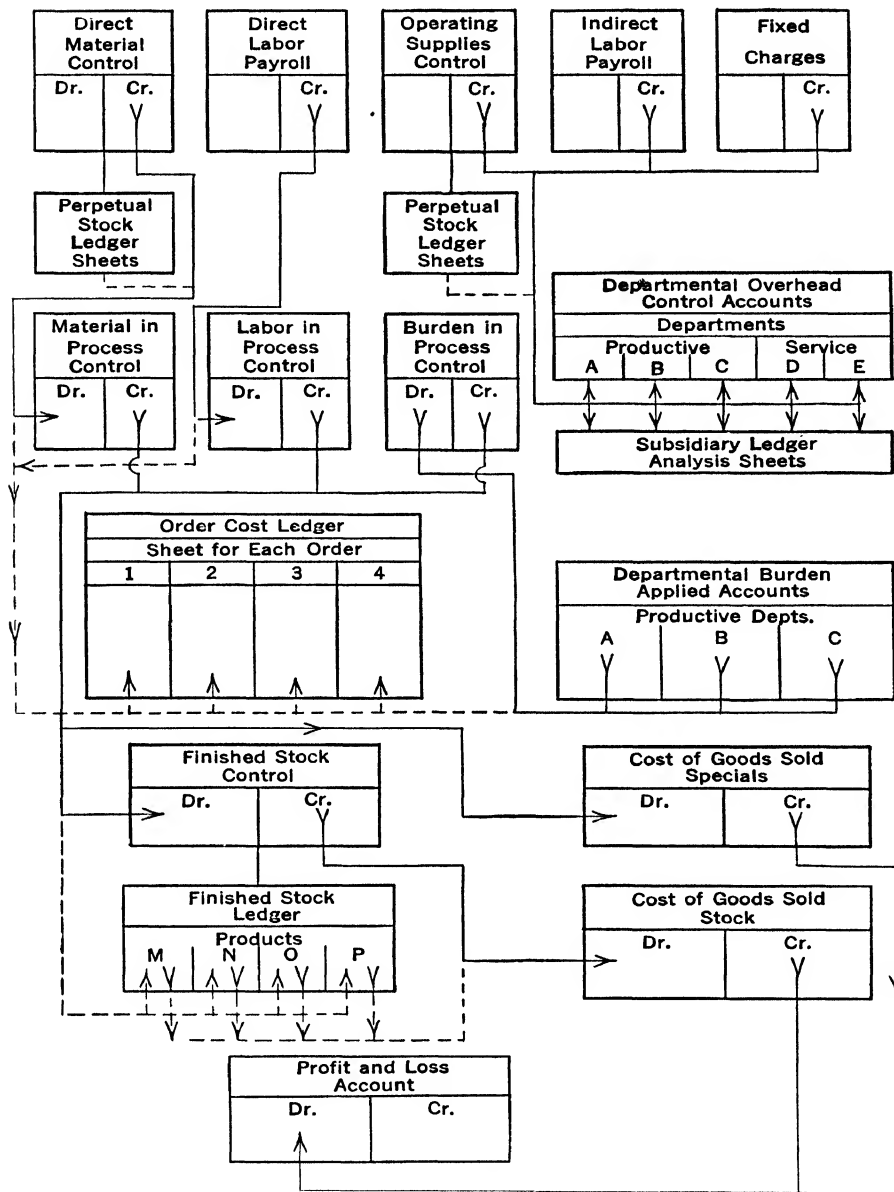 Direct
Material
Control
Dr. Cr.
Direct
Labor
Payroll
Cr.
Operating
Supplies
Control
Cr.
Indirect
Labor
Payroll
Cr.
Fixed
Charges
Cr.
Perpetual
Stock
Ledger
Sheets
Perpetual
Stock
Ledger
Sheets
Departmental Overhead
Control Accounts
Departments
Productive Service
A B C D E
Subsidiary Ledger
Analysis Sheets
Material in
Process
Control
Dr. Cr.
Labor in
Process
Control
Dr. Cr.
Burden in
Process
Control
Dr. Cr.
Order Cost Ledger
Sheet for Each Order
1 2 3 4
Departmental Burden
Applied Accounts
Productive Depts.
A B C
Finished Stock
Control
Dr. Cr.
Cost of Goods Sold
Specials
Dr. Cr.
Finished Stock
Ledger
Products
M N O P
Cost of Goods Sold
Stock
Dr. Cr.
Profit and Loss
Account
Dr. Cr.